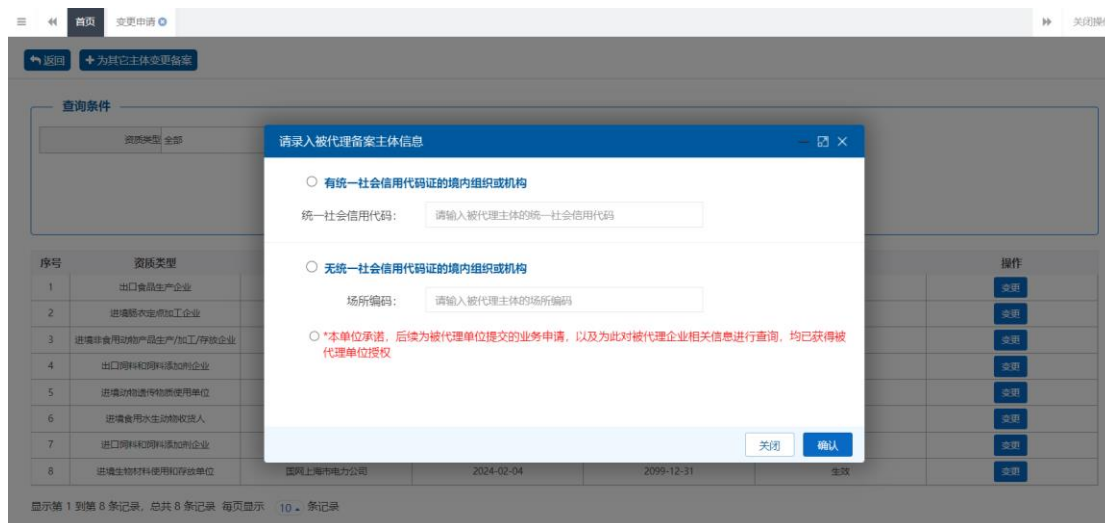 首页
变更申请
关闭操
返回
为其它主体变更备案
查询条件
资质类型 全部
请录入被代理备案主体信息
有统一社会信用代码证的境内组织或机构
统一社会信用代码：
请输入被代理主体的统一社会信用代码
无统一社会信用代码证的境内组织或机构
场所编码：
请输入被代理主体的场所编码
*本单位承诺，后续为被代理单位提交的业务申请，以及为此对被代理企业相关信息进行查询，均已获得被
代理单位授权
关闭 确认
序号 资质类型 操作
1 出口食品生产企业 变更
2 进境肠衣定点加工企业 变更
3 进境非食用动物产品生产/加工/存放企业 变更
4 出口饲料和饲料添加剂企业 变更
5 进境动物遗传物质使用单位 变更
6 进境食用水生动物收货人 变更
7 进口饲料和饲料添加剂企业 变更
8 进境生物材料使用和存放单位 国网上海市电力公司 2024-02-04 2099-12-31 生效 变更
显示第 1 到第 8 条记录，总共 8 条记录 每页显示 10 条记录